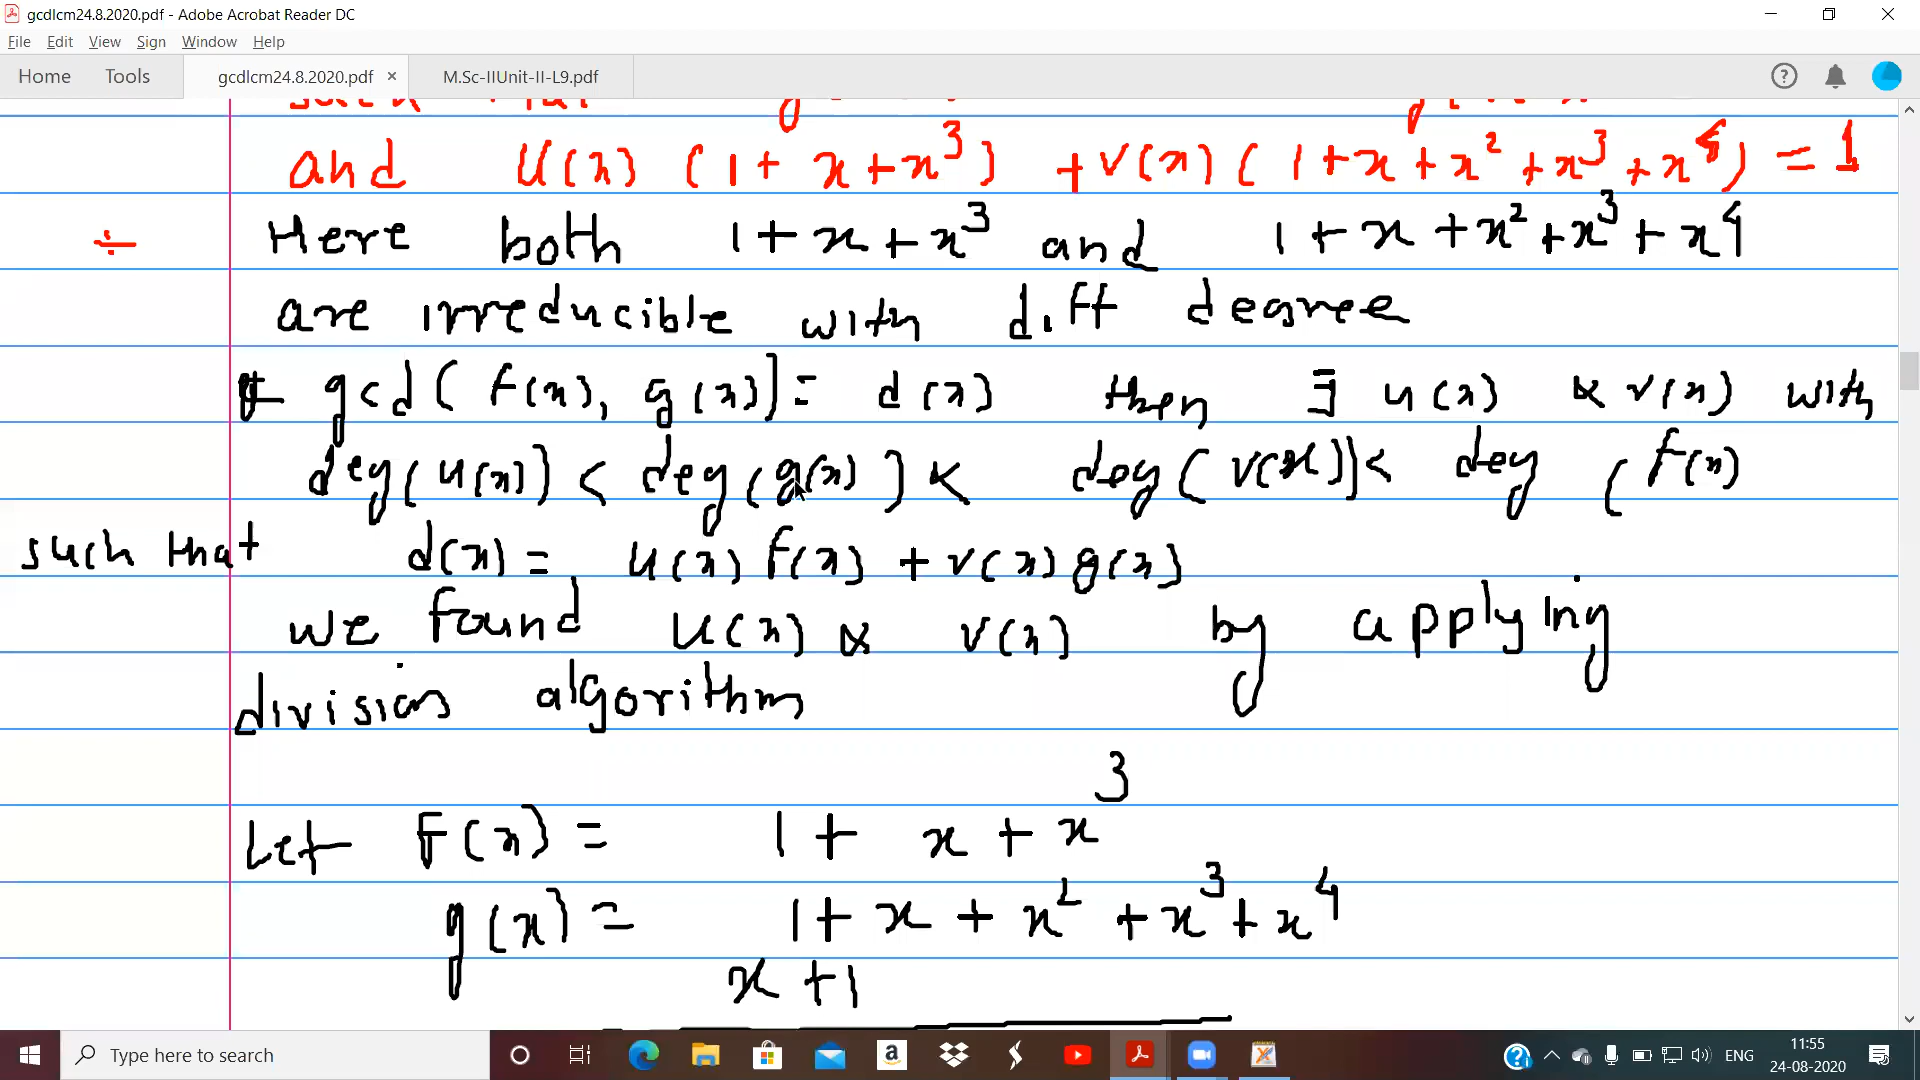 gcdlcm24.8.2020.pdf - Adobe Acrobat Reader DC
File Edit View Sign Window Help
Home Tools gcdlcm24.8.2020.pdf × M.Sc-IIUnit-II-L9.pdf
such that
and U(x) (1 + x + x³) + V(x) (1 + x + x² + x³ + x⁴) = 1
÷ Here both 1 + x + x³ and 1 + x + x² + x³ + x⁴
are irreducible with diff degree
gcd( f(x), g(x)) = d(x) then ∃ u(x) & v(x) with
deg(u(x)) < deg(g(x)) & deg(v(x)) < deg (f(x)
such that d(x) = u(x) f(x) + v(x) g(x)
we found u(x) & v(x) by applying
division algorithm
Let f(x) = 1 + x + x³
g(x) = 1 + x + x² + x³ + x⁴
x + 1
Type here to search
ENG
11:55
24-08-2020